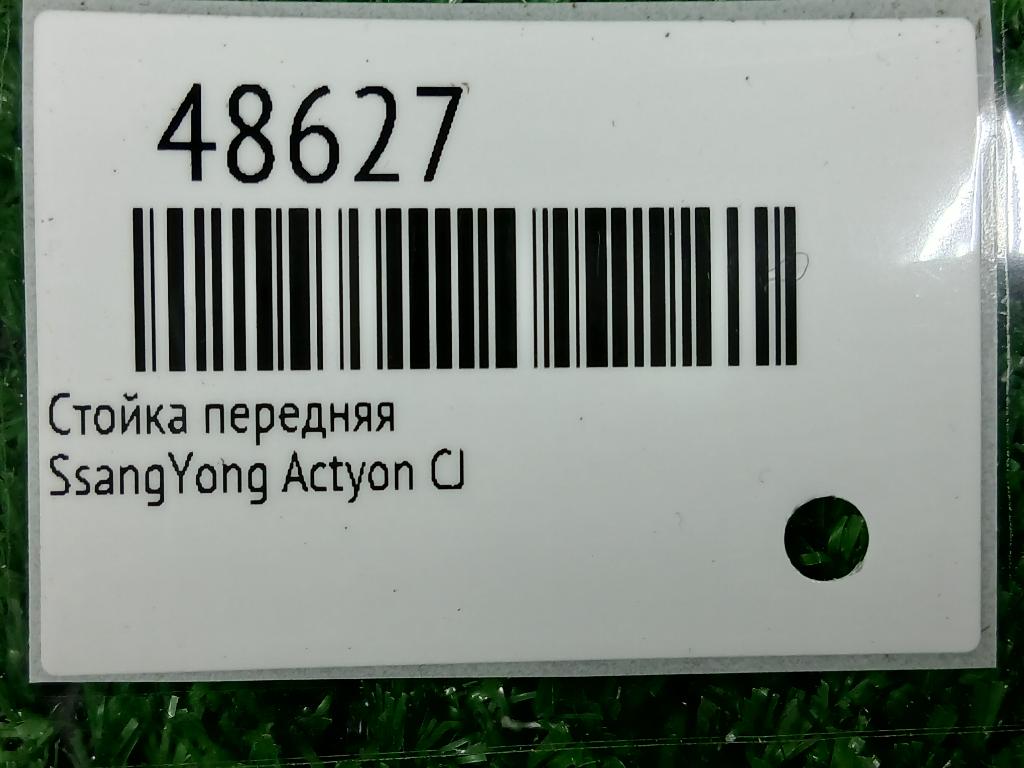 48627
Стойка передняя
SsangYong Actyon CJ